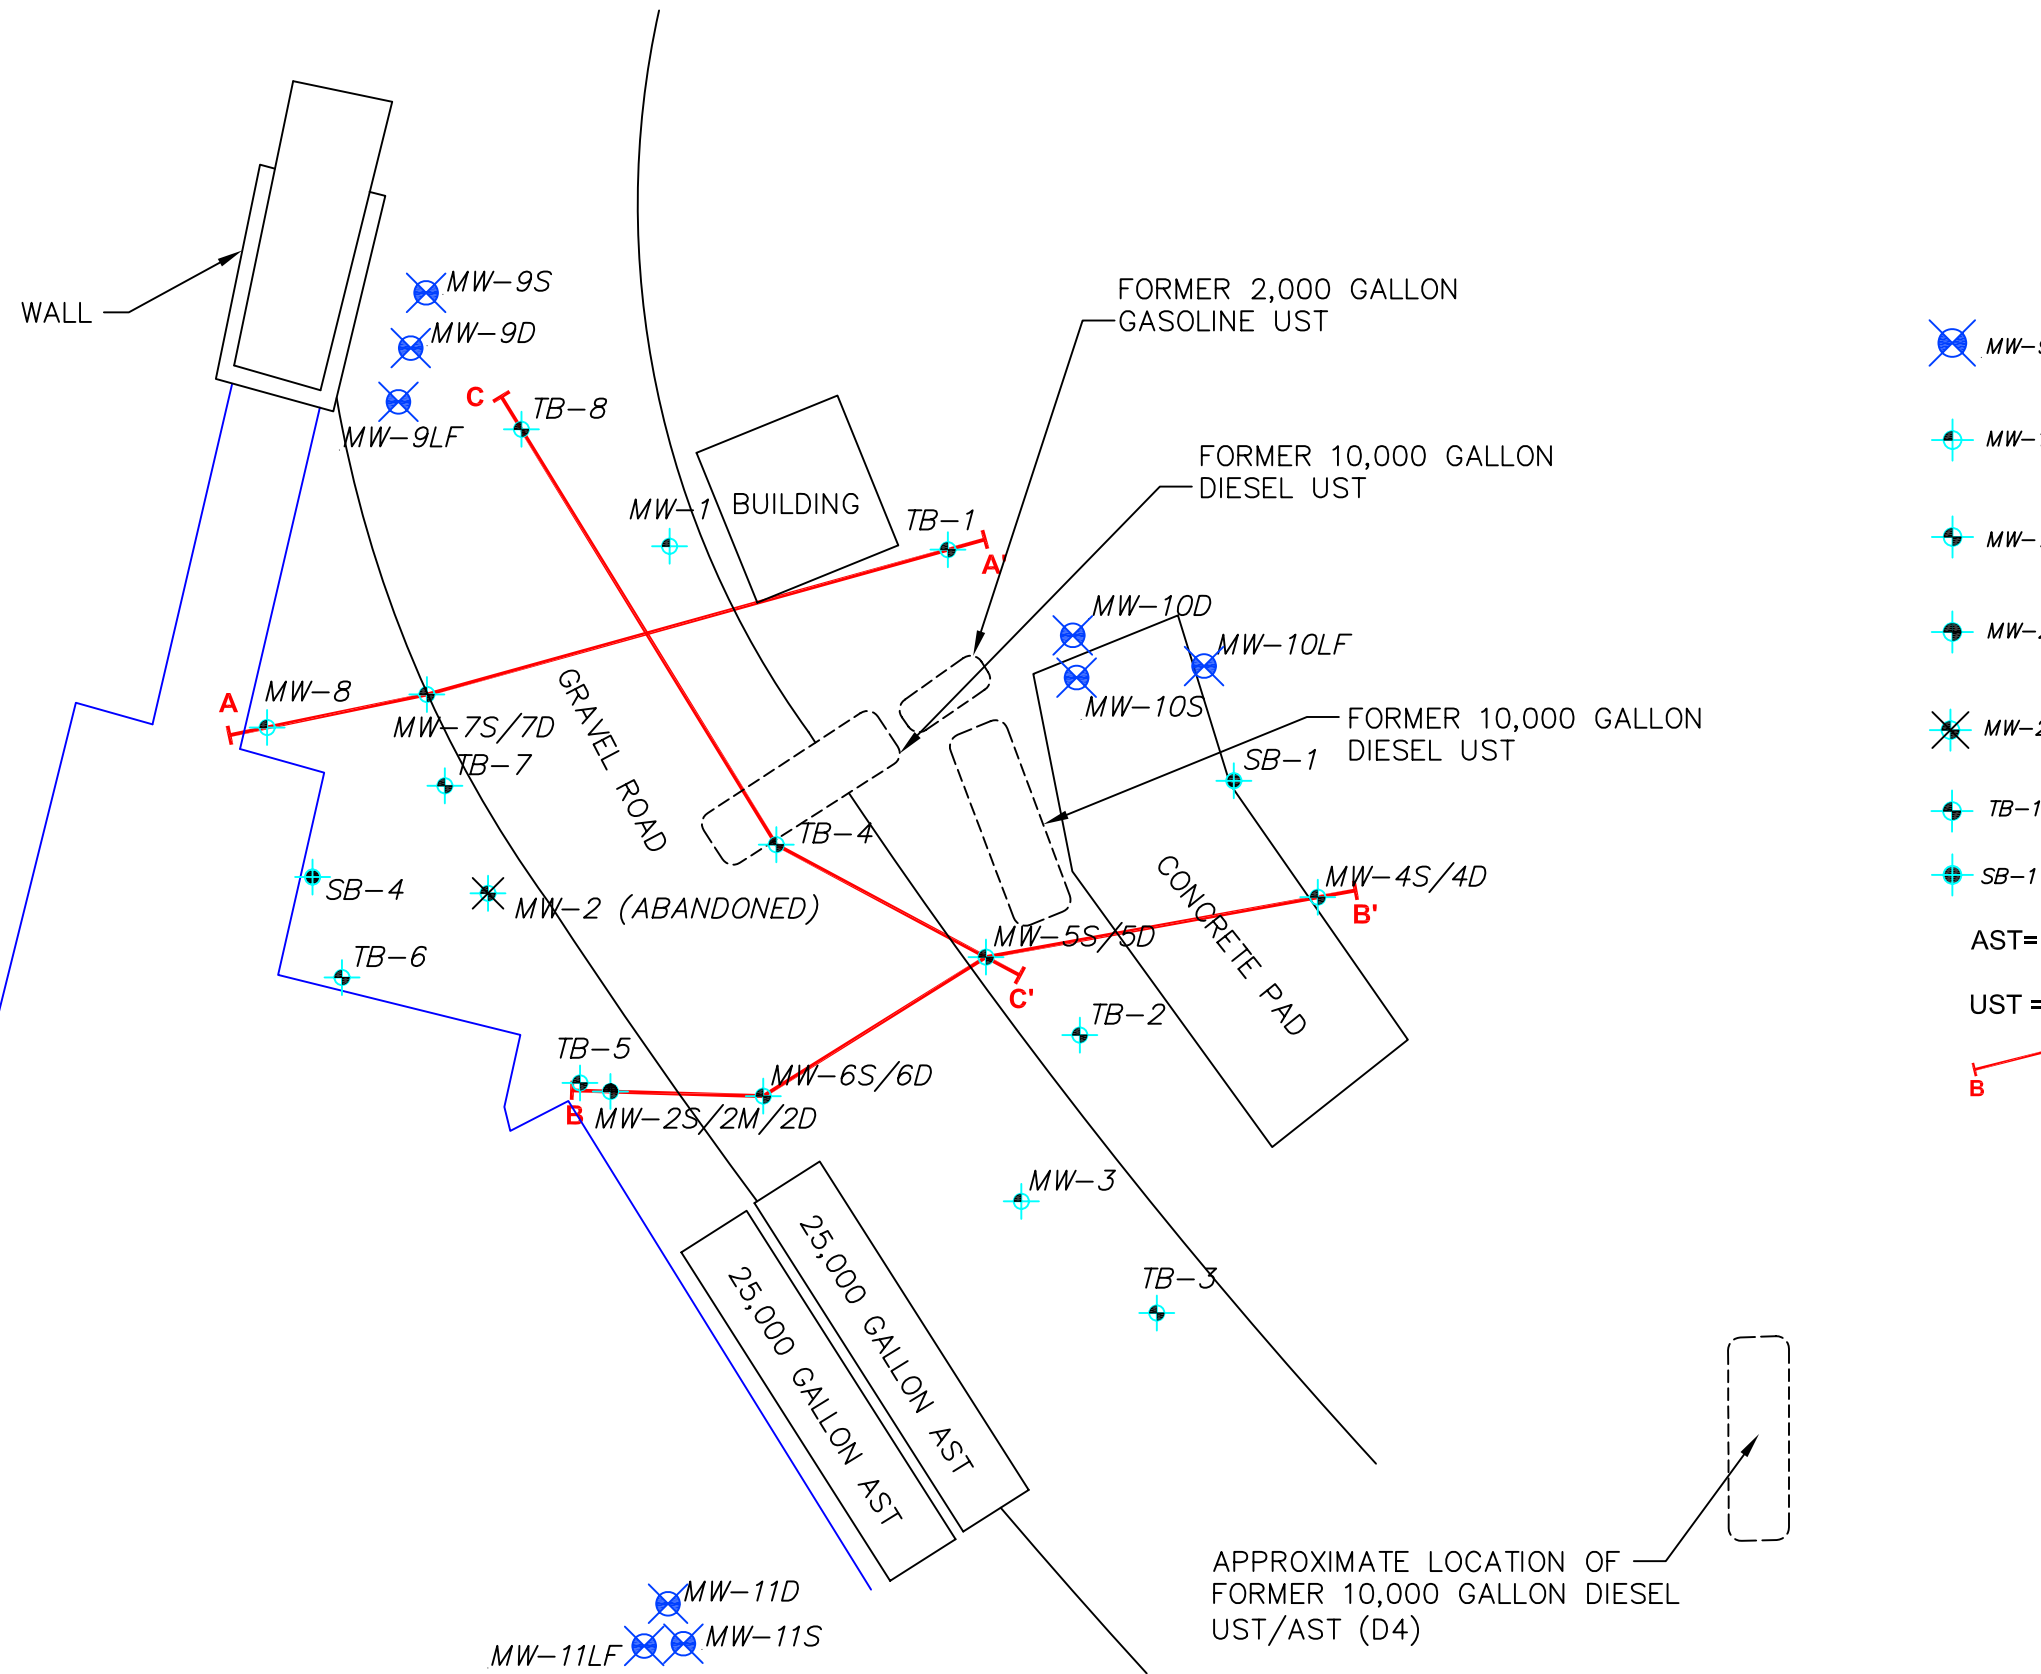 MW-9S
WALL
MW-9D
MW-9LF
C
TB-8
FORMER 2,000 GALLON
GASOLINE UST
FORMER 10,000 GALLON
DIESEL UST
MW-1
BUILDING
TB-1
A'
MW-10D
MW-10LF
MW-10S
A
MW-8
MW-7S/7D
TB-7
GRAVEL ROAD
FORMER 10,000 GALLON
DIESEL UST
SB-1
TB-4
SB-4
MW-2 (ABANDONED)
MW-4S/4D
B'
CONCRETE PAD
MW-5S/5D
C'
TB-6
TB-2
TB-5
MW-6S/6D
B
MW-2S/2M/2D
MW-3
TB-3
25,000 GALLON AST
25,000 GALLON AST
APPROXIMATE LOCATION OF
FORMER 10,000 GALLON DIESEL
UST/AST (D4)
MW-11D
MW-11S
MW-11LF
TB-1
SB-1
AST=
UST =
B